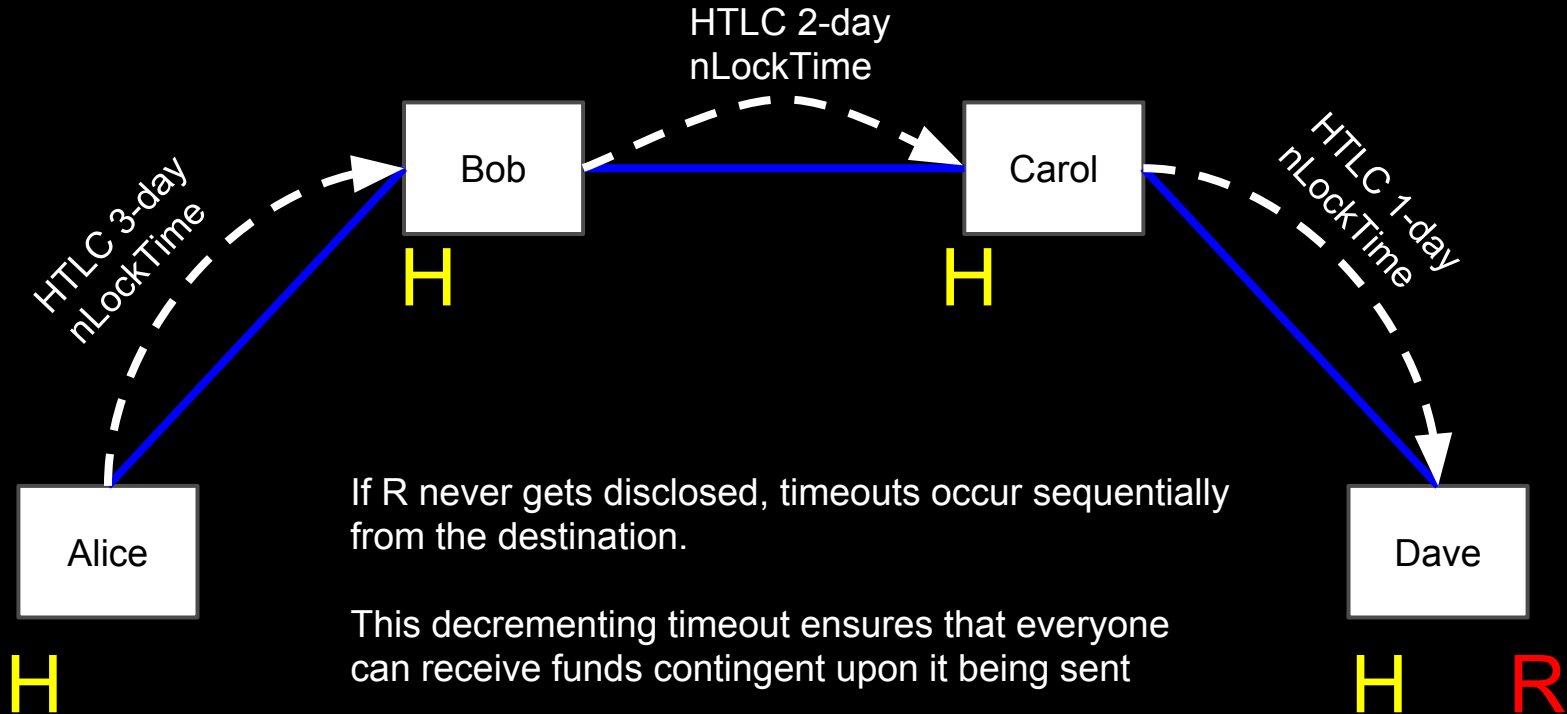 HTLC 2-day
nLockTime
Bob
Carol
HTLC 3-day
nLockTime
HTLC 1-day
nLockTime
H
H
If R never gets disclosed, timeouts occur sequentially
from the destination.
Alice
Dave
This decrementing timeout ensures that everyone
can receive funds contingent upon it being sent
H
H
R